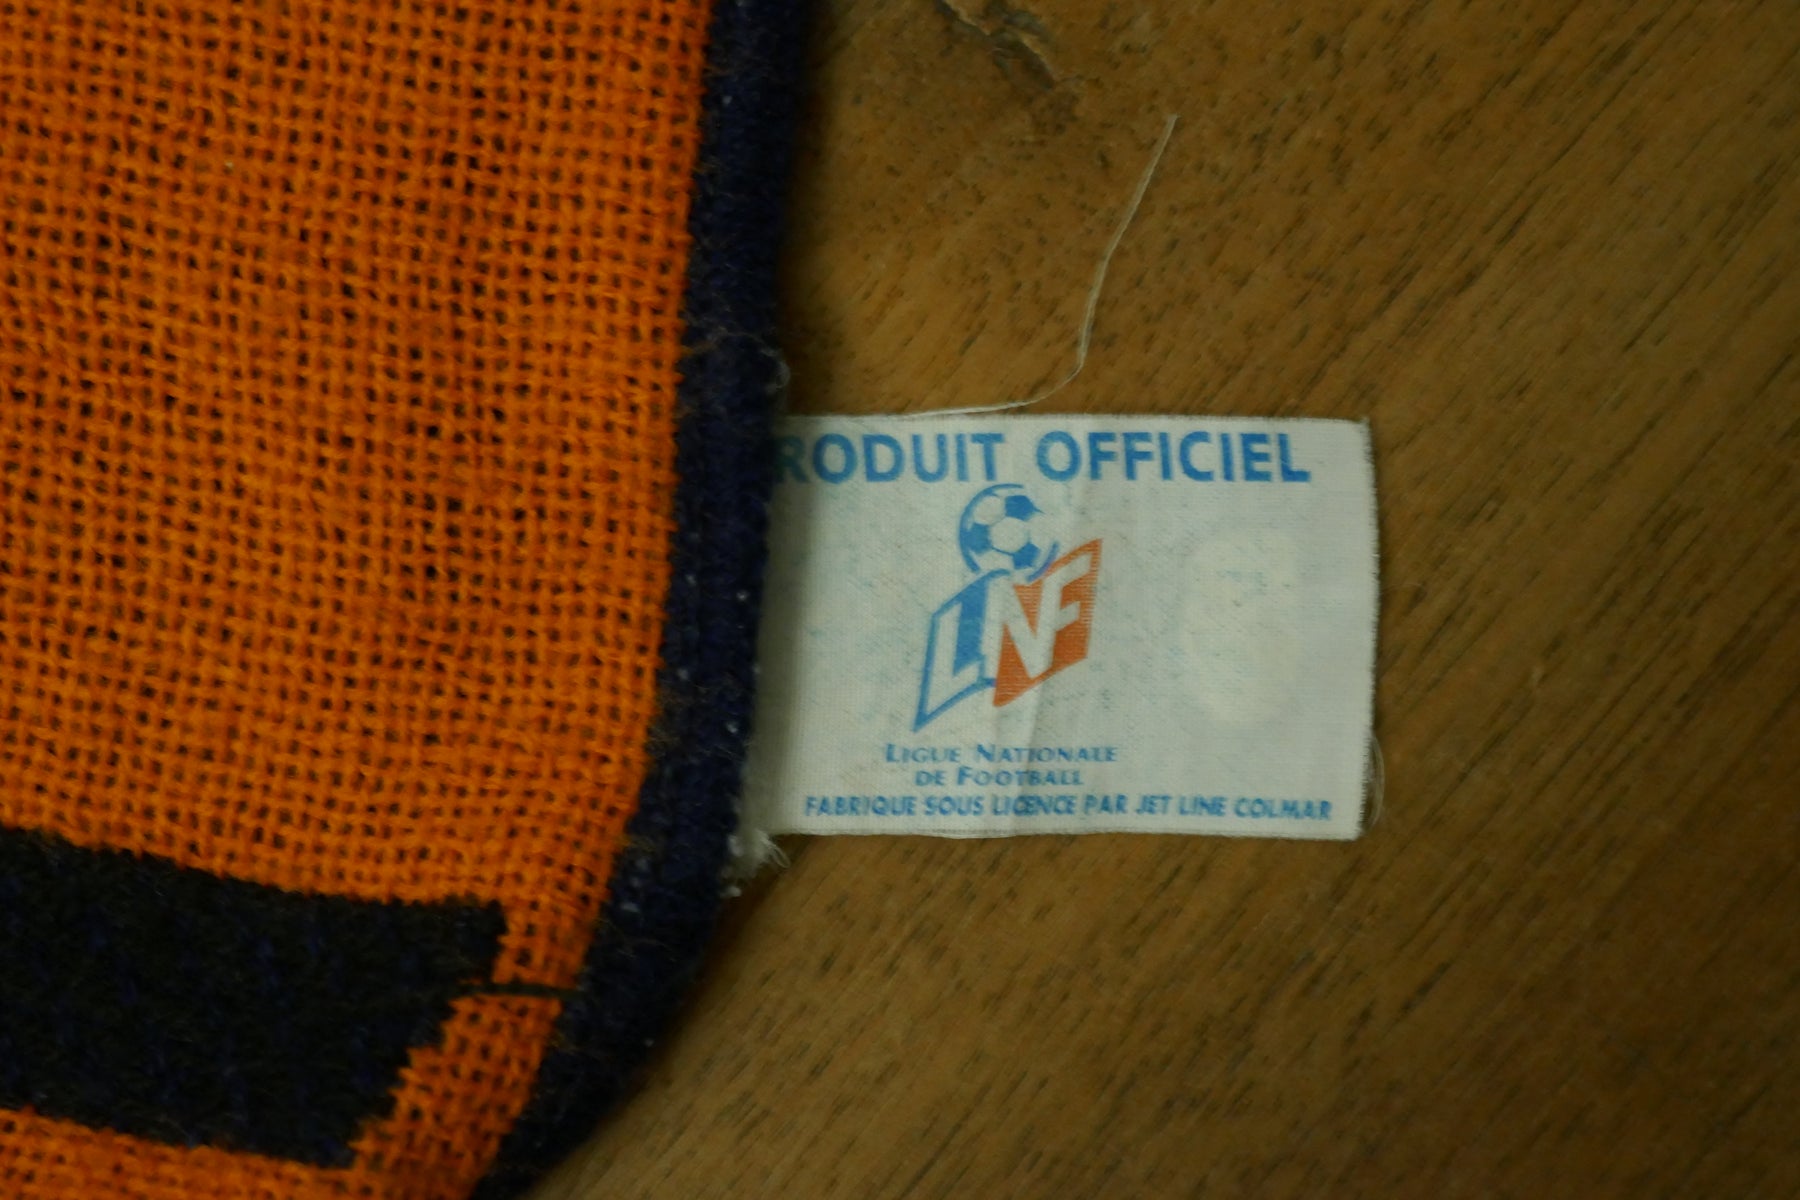 RODUIT OFFICIEL
LNF
LIGUE NATIONALE
DE FOOTBALL
FABRIQUE SOUS LICENCE PAR JET LINE COLMAR